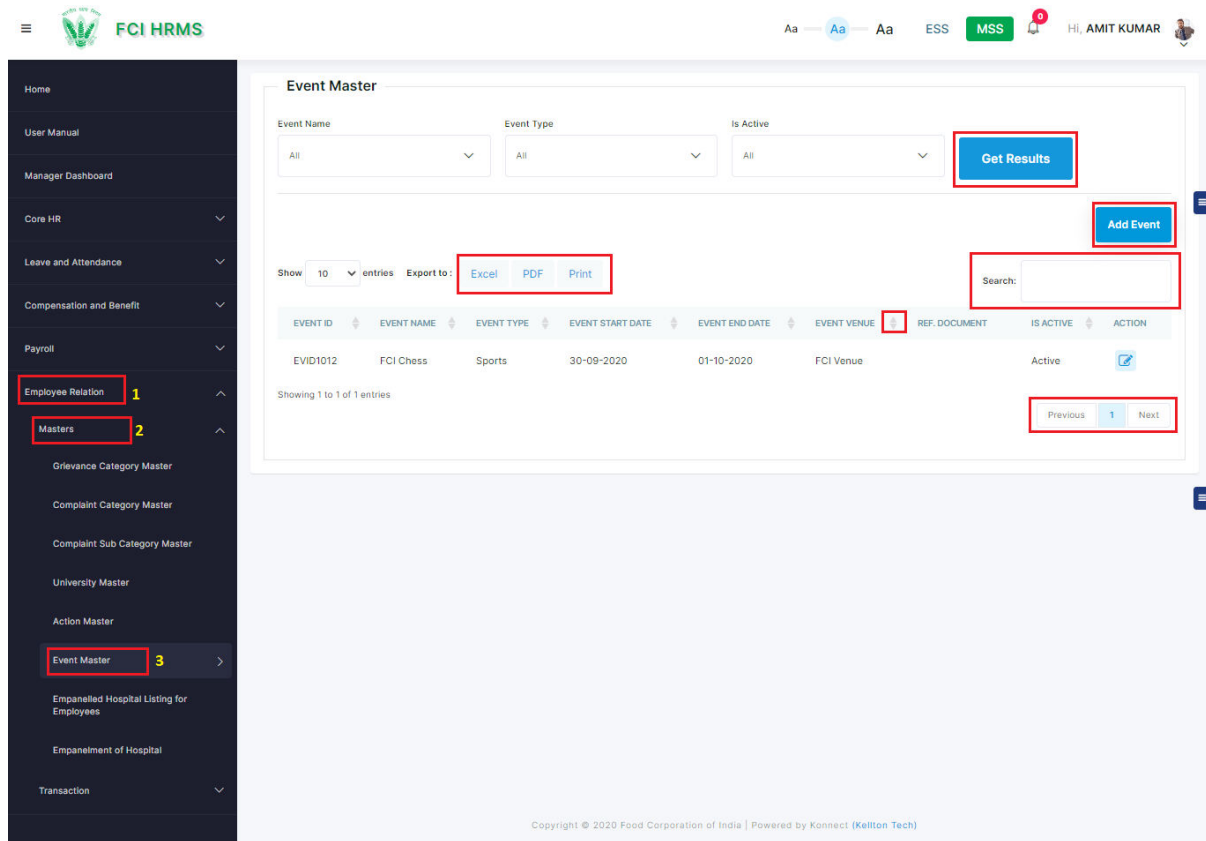 FCI HRMS
Aa Aa Aa ESS MSS 0 Hi, AMIT KUMAR
Home
User Manual
Manager Dashboard
Core HR
Leave and Attendance
Compensation and Benefit
Payroll
Employee Relation 1
Masters 2
Grievance Category Master
Complaint Category Master
Complaint Sub Category Master
University Master
Action Master
Event Master 3
Empanelled Hospital Listing for
Employees
Empanelment of Hospital
Transaction
Event Master
Event Name Event Type Is Active
All All All Get Results
Add Event
Show 10 entries Export to : Excel PDF Print Search:
EVENT ID EVENT NAME EVENT TYPE EVENT START DATE EVENT END DATE EVENT VENUE REF. DOCUMENT IS ACTIVE ACTION
EVID1012 FCI Chess Sports 30-09-2020 01-10-2020 FCI Venue Active
Showing 1 to 1 of 1 entries
Previous 1 Next
Copyright © 2020 Food Corporation of India | Powered by Konnect (Kellton Tech)